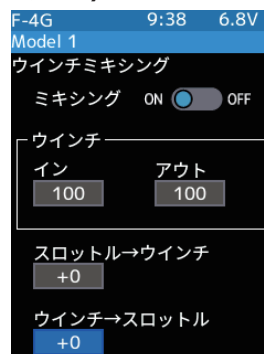 F-4G 9:38 6.8V
Model 1
ウインチミキシング
ミキシング ON OFF
ウインチ
イン アウト
100 100
スロットル→ウインチ
+0
ウインチ→スロットル
+0